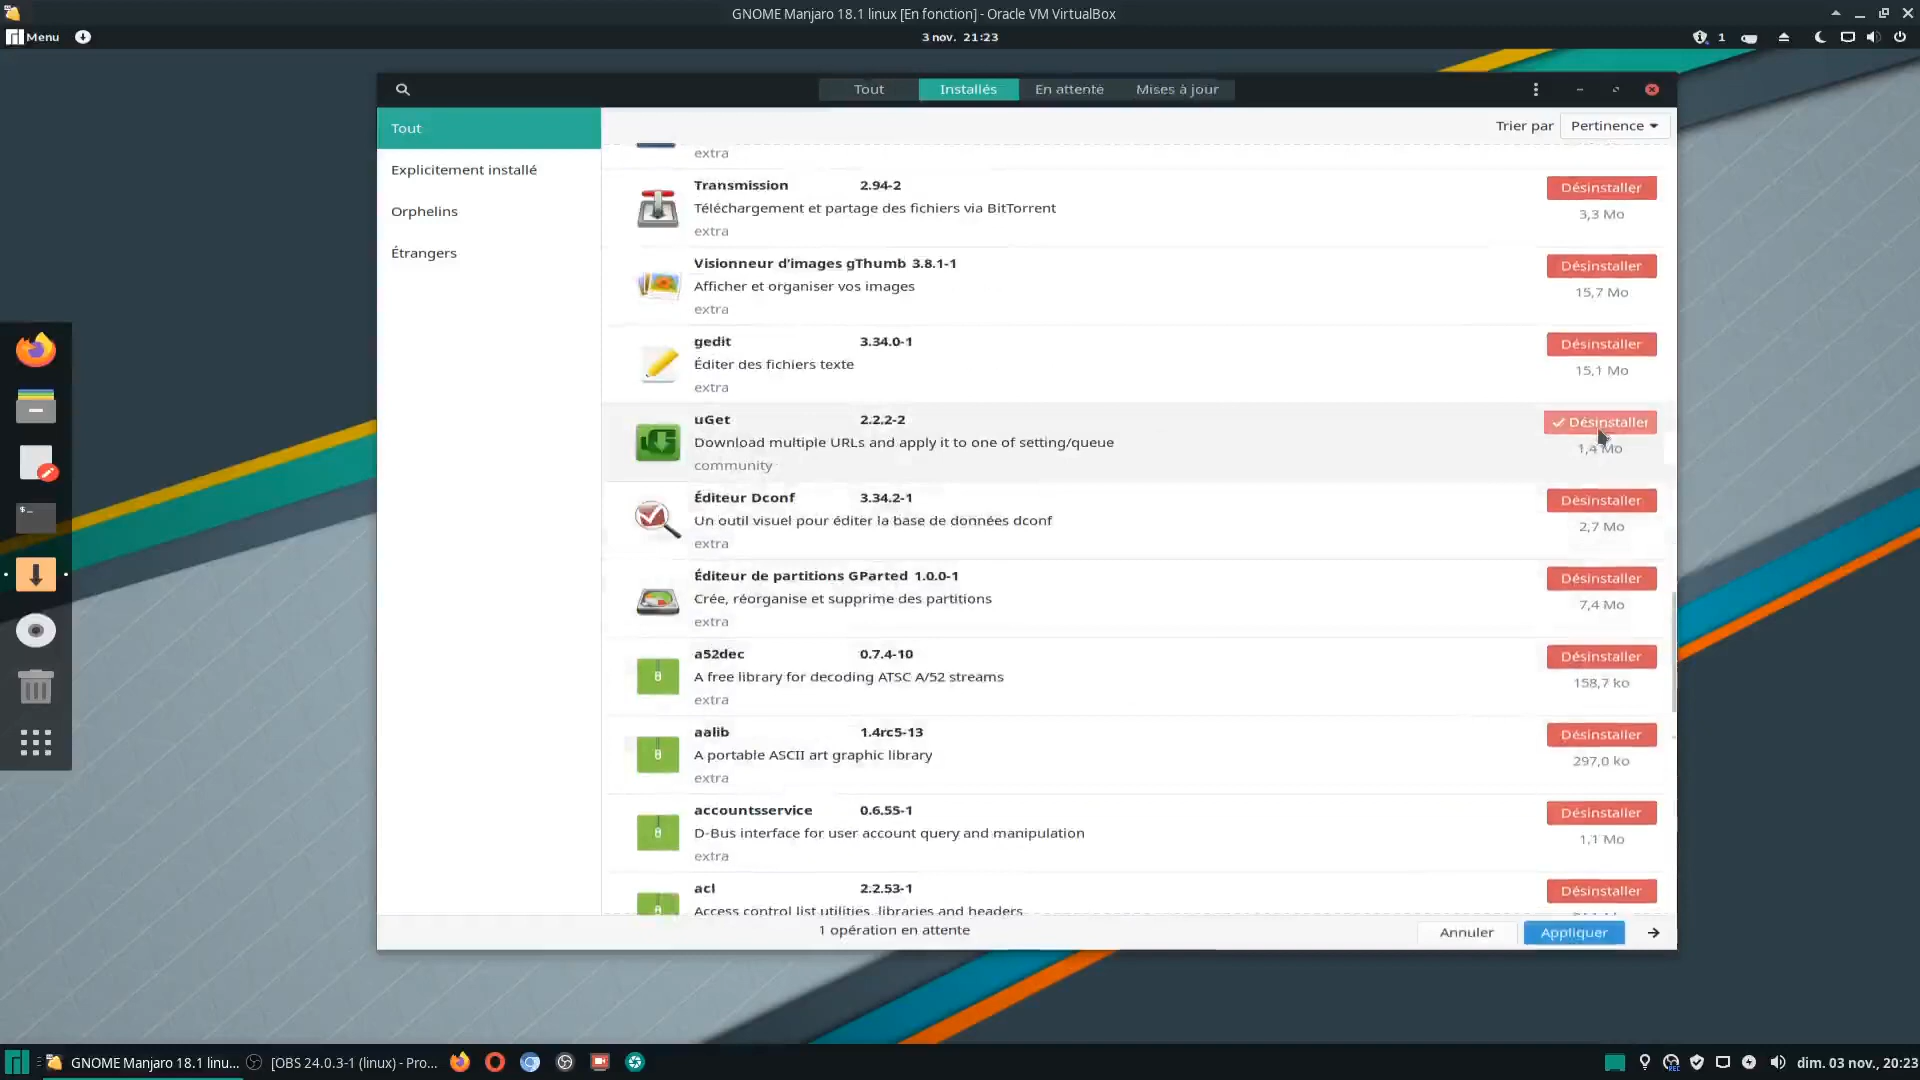 GNOME Manjaro 18.1 linux [En fonction] - Oracle VM VirtualBox
Menu
3 nov. 21:23
1
Tout
Installés
En attente
Mises à jour
Tout
Explicitement installé
Orphelins
Étrangers
Trier par
Pertinence
extra
Transmission 2.94-2
Désinstaller
Téléchargement et partage des fichiers via BitTorrent
3,3 Mo
extra
Visionneur d’images gThumb 3.8.1-1
Désinstaller
Afficher et organiser vos images
15,7 Mo
extra
gedit 3.34.0-1
Désinstaller
Éditer des fichiers texte
15,1 Mo
extra
uGet 2.2.2-2
Désinstaller
Download multiple URLs and apply it to one of setting/queue
1,4 Mo
community
Éditeur Dconf 3.34.2-1
Désinstaller
Un outil visuel pour éditer la base de données dconf
2,7 Mo
extra
Éditeur de partitions GParted 1.0.0-1
Désinstaller
Crée, réorganise et supprime des partitions
7,4 Mo
extra
a52dec 0.7.4-10
Désinstaller
A free library for decoding ATSC A/52 streams
158,7 ko
extra
aalib 1.4rc5-13
Désinstaller
A portable ASCII art graphic library
297,0 ko
extra
accountsservice 0.6.55-1
Désinstaller
D-Bus interface for user account query and manipulation
1,1 Mo
extra
acl 2.2.53-1
Désinstaller
Access control list utilities, libraries and headers
1 opération en attente
Annuler
Appliquer
GNOME Manjaro 18.1 linu...
[OBS 24.0.3-1 (linux) - Pro...
dim. 03 nov., 20:23